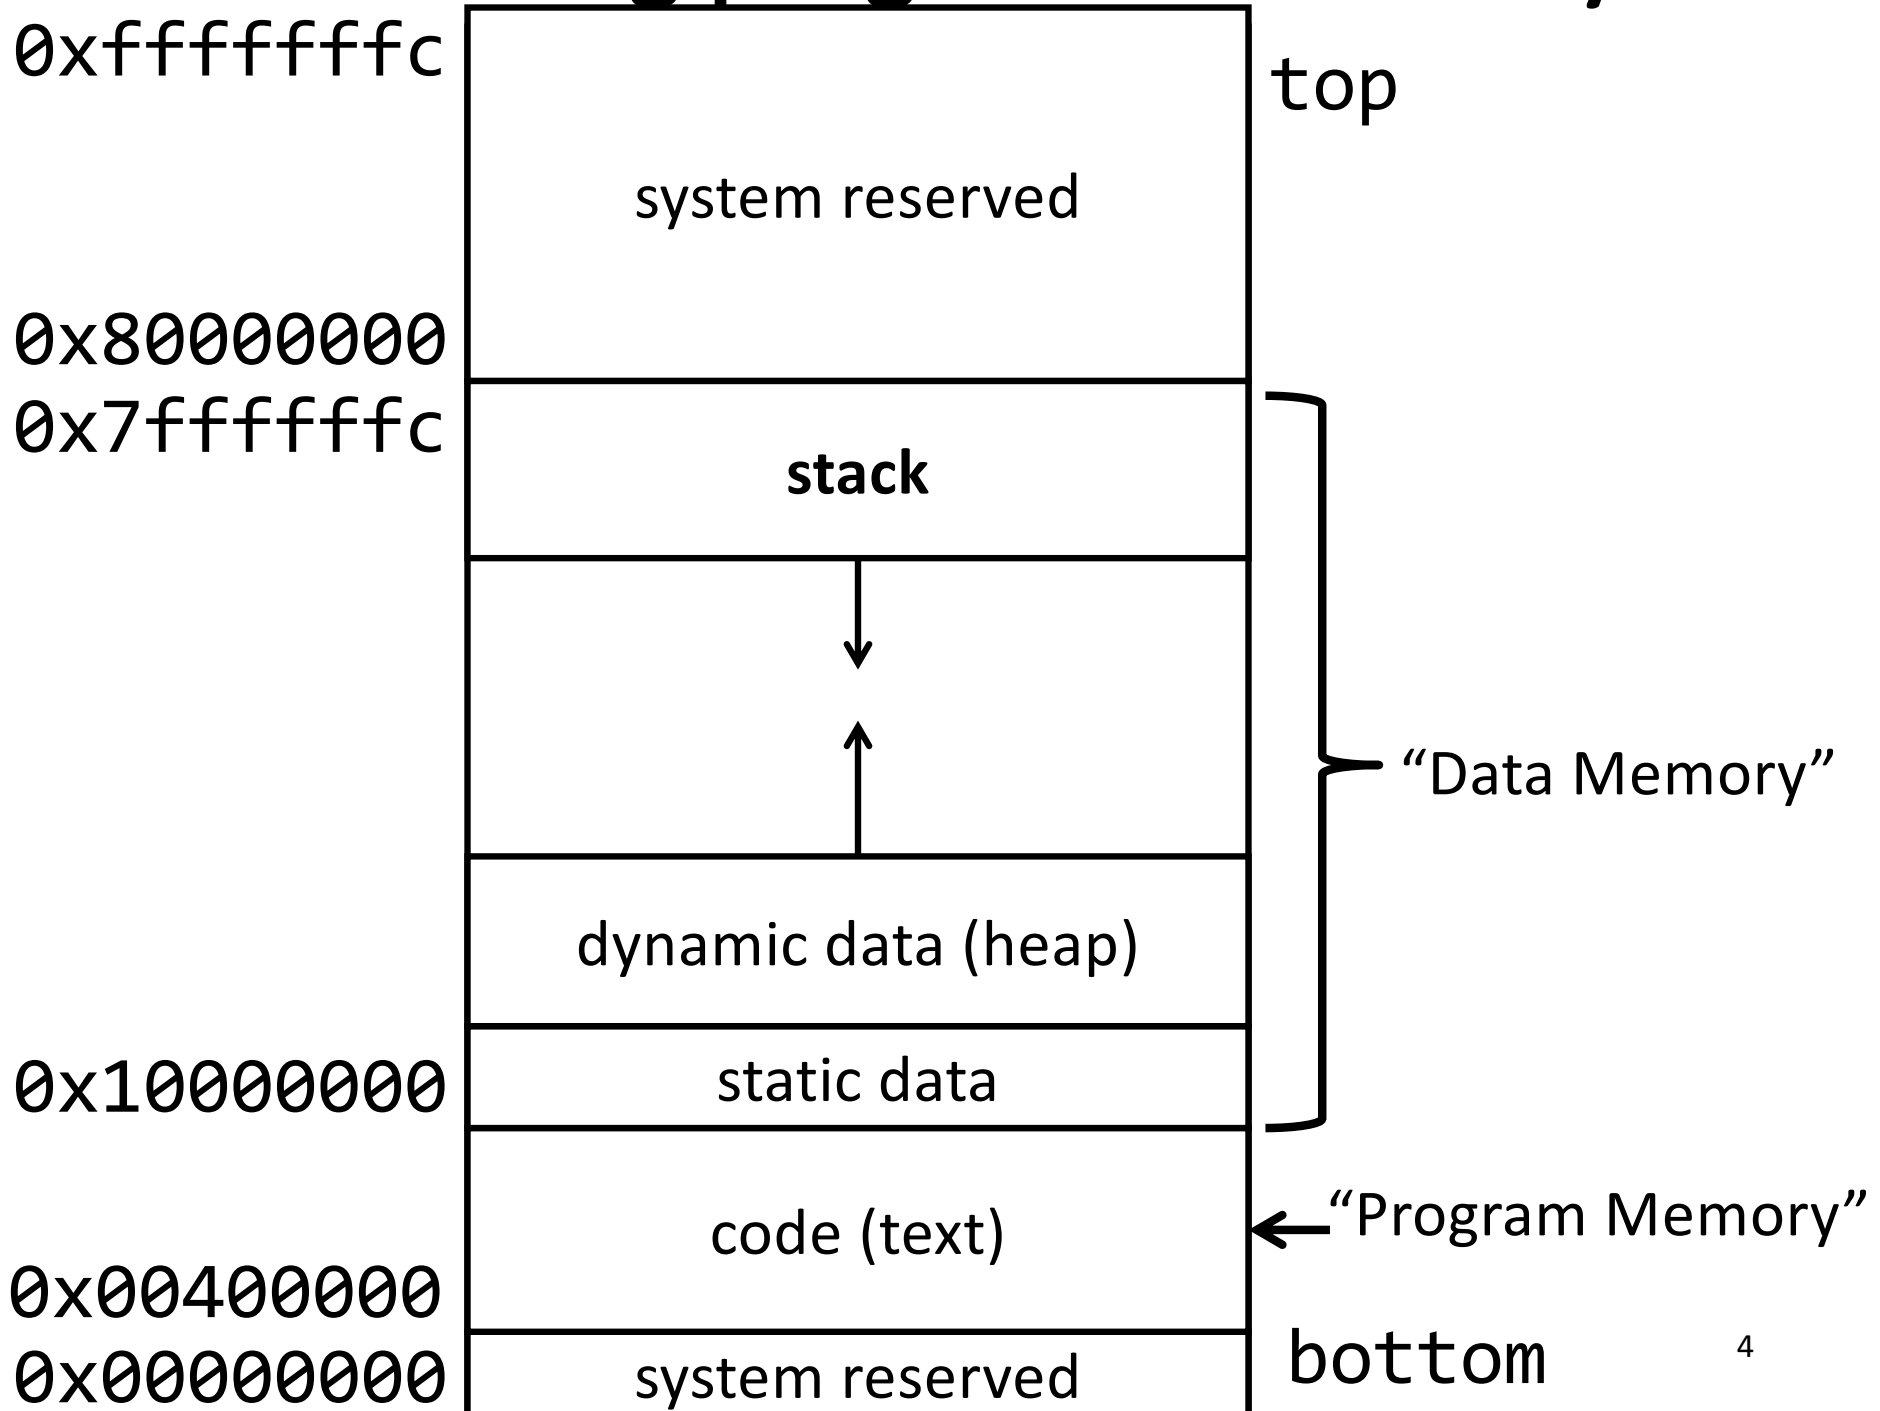 0xfffffffc
top
system reserved
0x80000000
0x7ffffffc
stack
“Data Memory”
dynamic data (heap)
0x10000000
static data
code (text)
“Program Memory”
0x00400000
0x00000000
system reserved
bottom
4